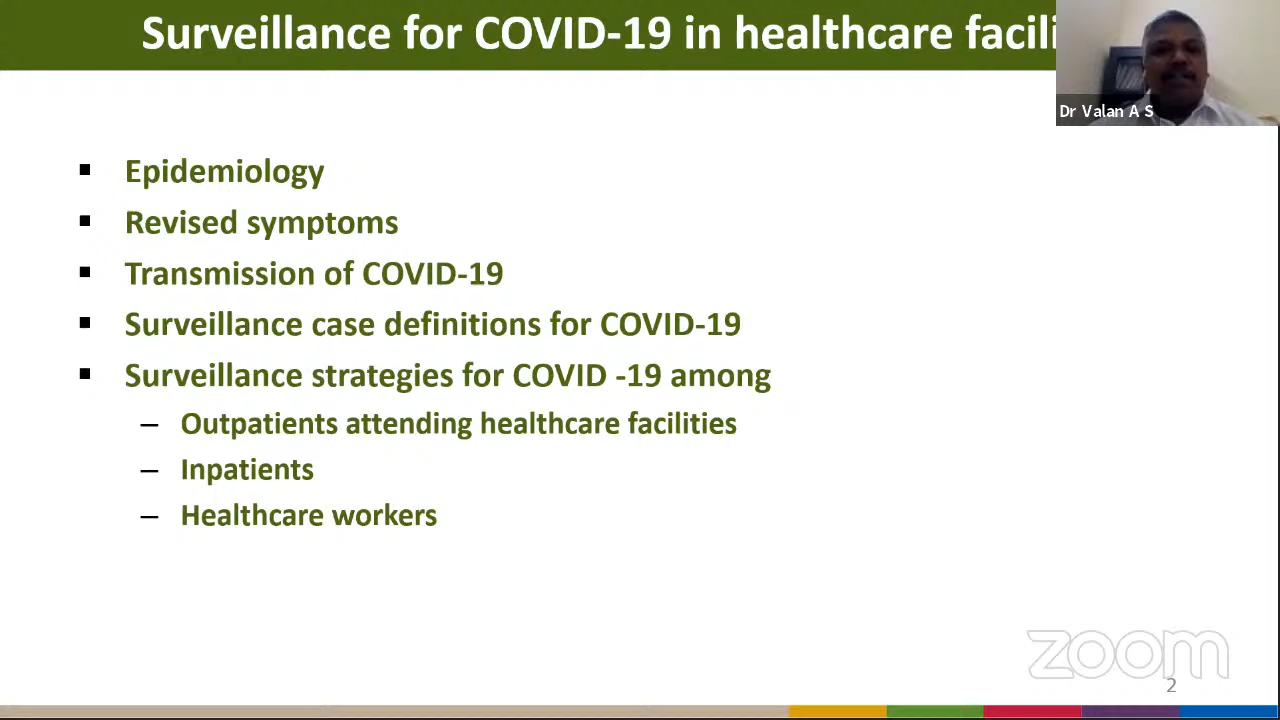 Surveillance for COVID-19 in healthcare facili
Dr Valan A S
▪ Epidemiology
▪ Revised symptoms
▪ Transmission of COVID-19
▪ Surveillance case definitions for COVID-19
▪ Surveillance strategies for COVID -19 among
– Outpatients attending healthcare facilities
– Inpatients
– Healthcare workers
zoom
2